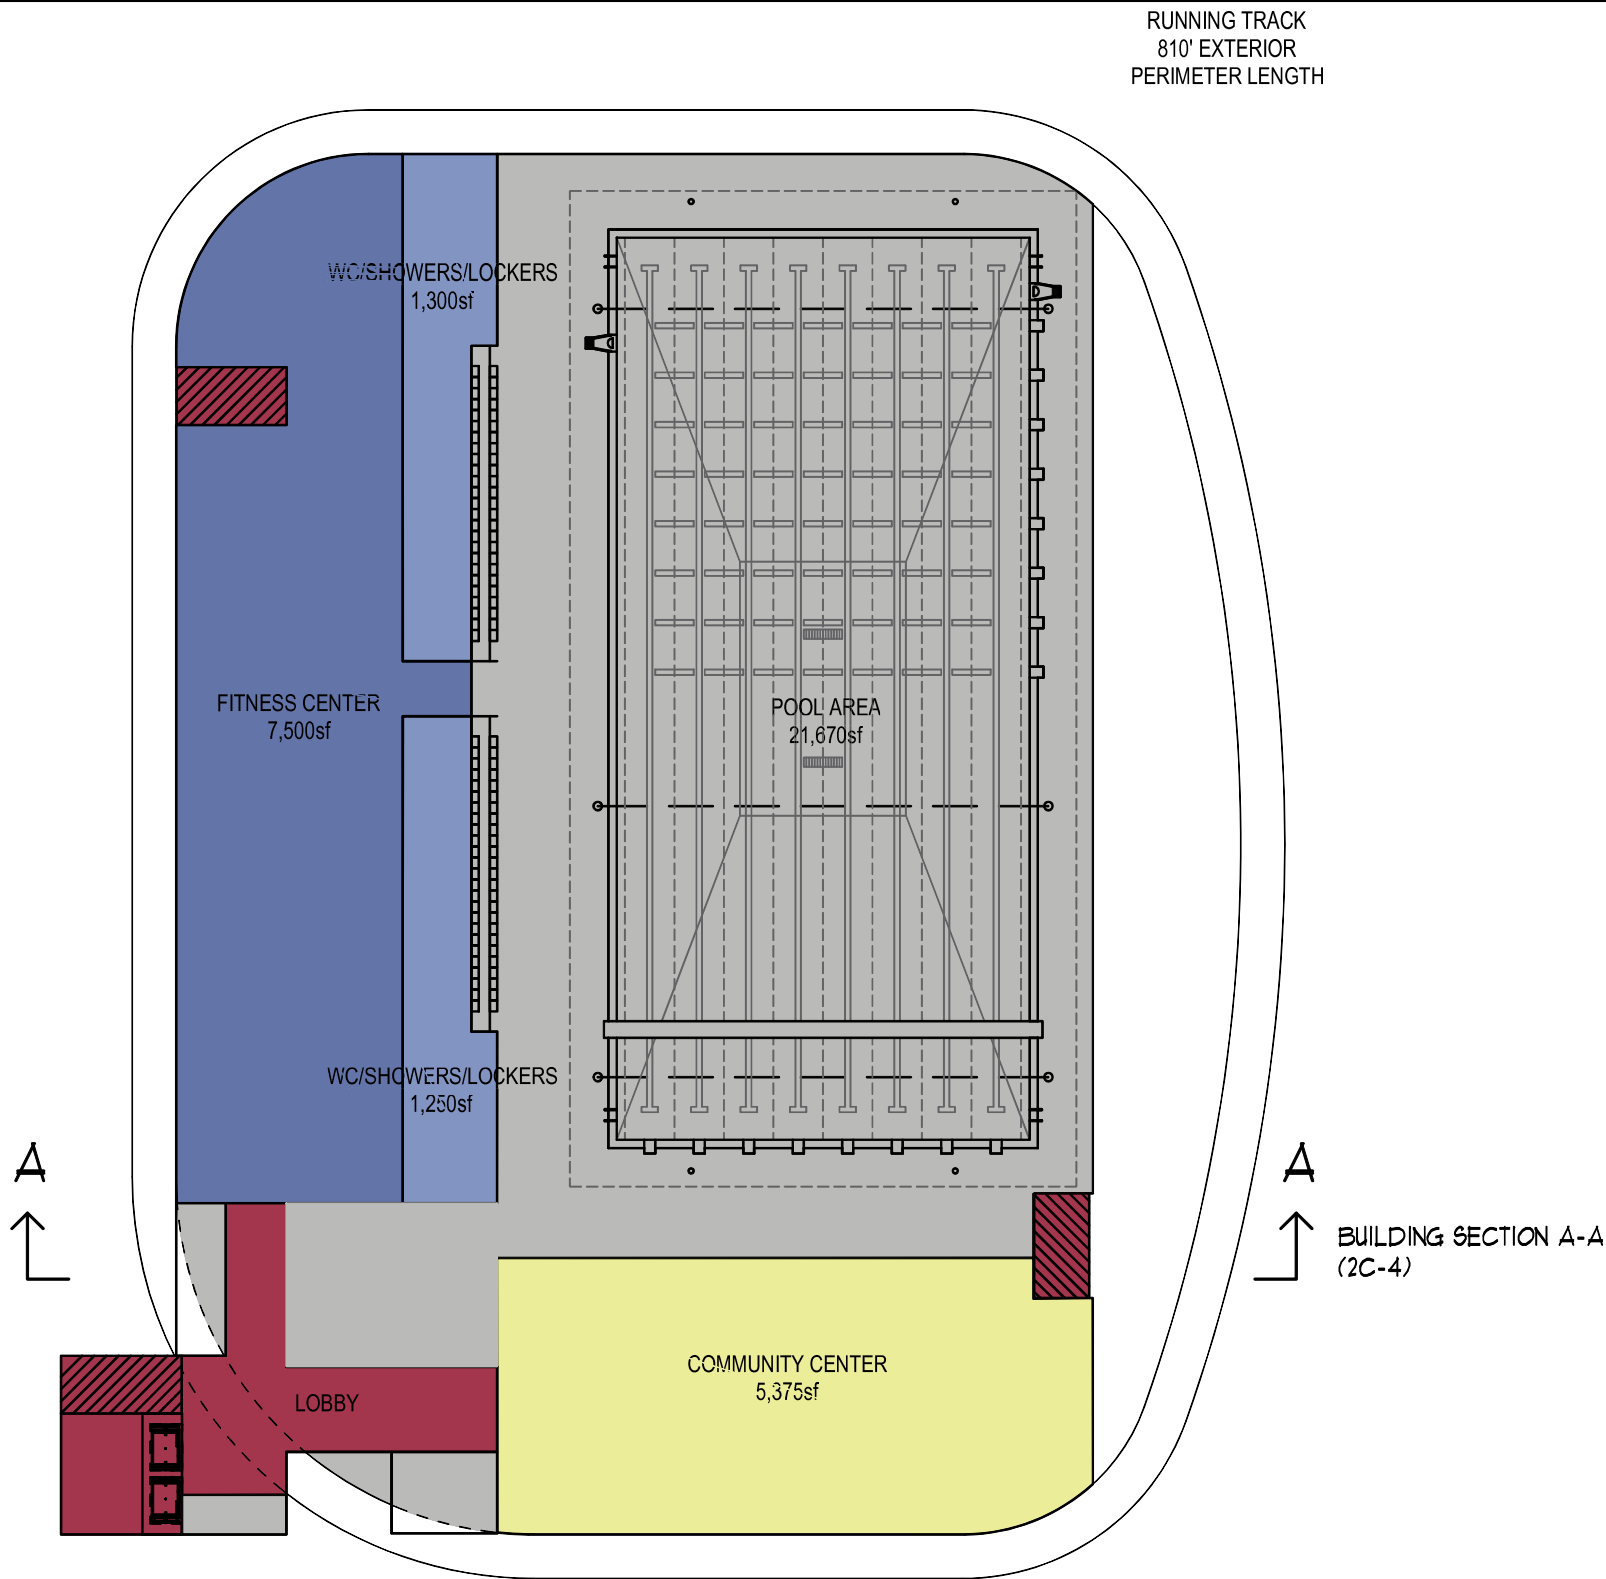 RUNNING TRACK
810' EXTERIOR
PERIMETER LENGTH
WC/SHOWERS/LOCKERS
1,300sf
FITNESS CENTER
7,500sf
POOL AREA
21,670sf
WC/SHOWERS/LOCKERS
1,250sf
A
A
BUILDING SECTION A-A
(2C-4)
COMMUNITY CENTER
5,375sf
LOBBY